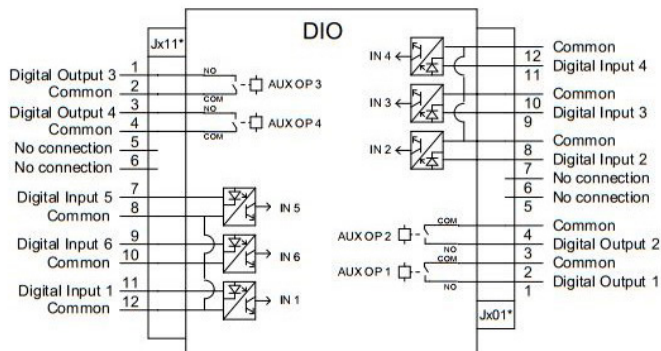 DIO
Jx11*
Digital Output 3 1 NO
Common 2 COM
AUX OP 3
Digital Output 4 3 NO
Common 4 COM
AUX OP 4
No connection 5
No connection 6
Digital Input 5 7
Common 8
IN 5
Digital Input 6 9
Common 10
IN 6
Digital Input 1 11
Common 12
IN 1
IN 4
12 Common
11 Digital Input 4
IN 3
10 Common
9 Digital Input 3
IN 2
8 Common
7 Digital Input 2
6 No connection
5 No connection
AUX OP 2
COM 4 Common
NO 3 Digital Output 2
AUX OP 1
COM 2 Common
NO 1 Digital Output 1
Jx01*